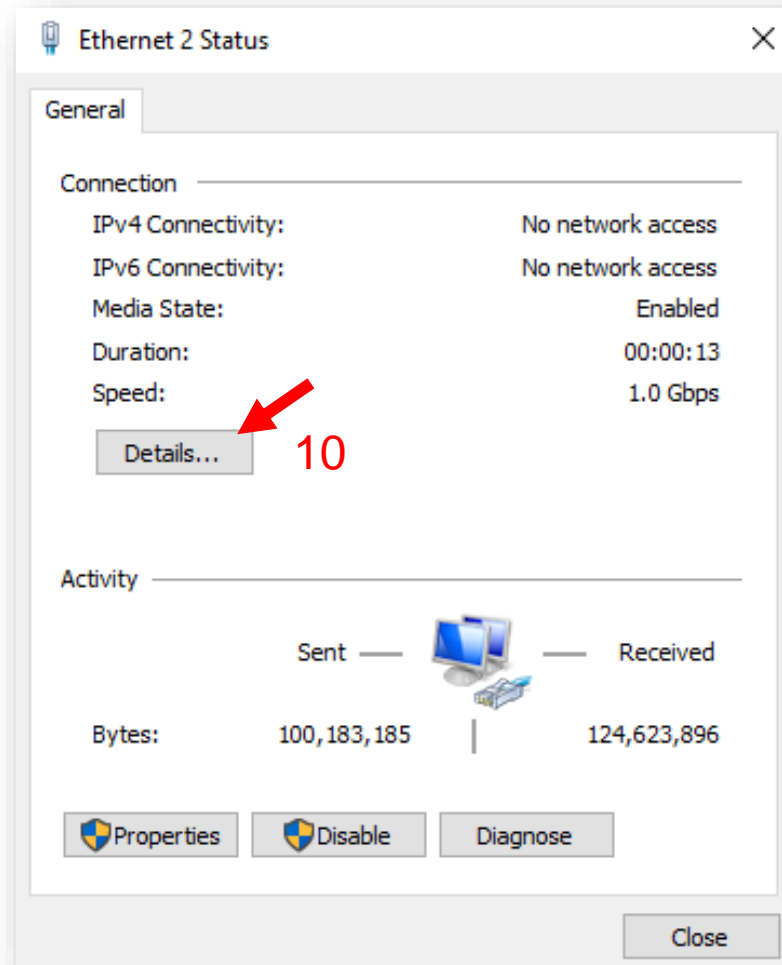 Ethernet 2 Status
General
Connection
IPv4 Connectivity: No network access
IPv6 Connectivity: No network access
Media State: Enabled
Duration: 00:00:13
Speed: 1.0 Gbps
Details... 10
Activity
Sent Received
Bytes: 100,183,185 124,623,896
Properties Disable Diagnose
Close